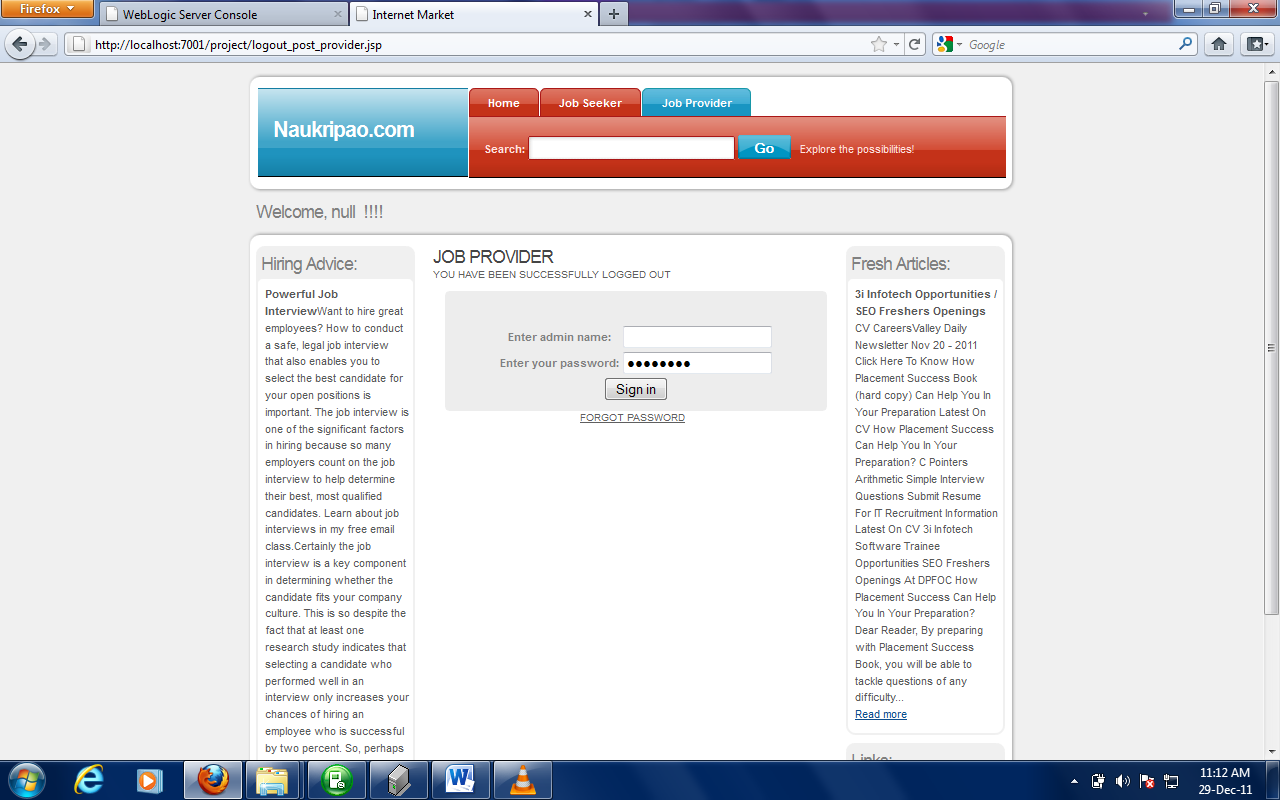 Firefox
WebLogic Server Console
Internet Market
http://localhost:7001/project/logout_post_provider.jsp
Google
Home
Job Seeker
Job Provider
Naukripao.com
Search:
Go
Explore the possibilities!
Welcome, null !!!!
Hiring Advice:
Powerful Job
InterviewWant to hire great
employees? How to conduct
a safe, legal job interview
that also enables you to
select the best candidate for
your open positions is
important. The job interview is
one of the significant factors
in hiring because so many
employers count on the job
interview to help determine
their best, most qualified
candidates. Learn about job
interviews in my free email
class.Certainly the job
interview is a key component
in determining whether the
candidate fits your company
culture. This is so despite the
fact that at least one
research study indicates that
selecting a candidate who
performed well in an
interview only increases your
chances of hiring an
employee who is successful
by two percent. So, perhaps
JOB PROVIDER
YOU HAVE BEEN SUCCESSFULLY LOGGED OUT
Enter admin name:
Enter your password:
Sign in
FORGOT PASSWORD
Fresh Articles:
3i Infotech Opportunities /
SEO Freshers Openings
CV CareersValley Daily
Newsletter Nov 20 - 2011
Click Here To Know How
Placement Success Book
(hard copy) Can Help You In
Your Preparation Latest On
CV How Placement Success
Can Help You In Your
Preparation? C Pointers
Arithmetic Simple Interview
Questions Submit Resume
For IT Recruitment Information
Latest On CV 3i Infotech
Software Trainee
Opportunities SEO Freshers
Openings At DPFOC How
Placement Success Can Help
You In Your Preparation?
Dear Reader, By preparing
with Placement Success
Book, you will be able to
tackle questions of any
difficulty...
Read more
Links:
11:12 AM
29-Dec-11